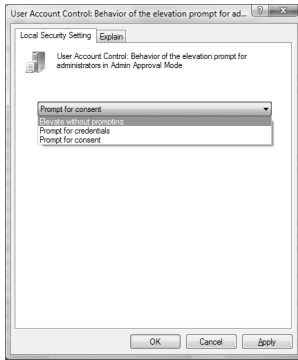 User Account Control: Behavior of the elevation prompt for ad...
Local Security Setting
Explain
User Account Control: Behavior of the elevation prompt for
administrators in Admin Approval Mode
Prompt for consent
Elevate without prompting
Prompt for credentials
Prompt for consent
OK
Cancel
Apply